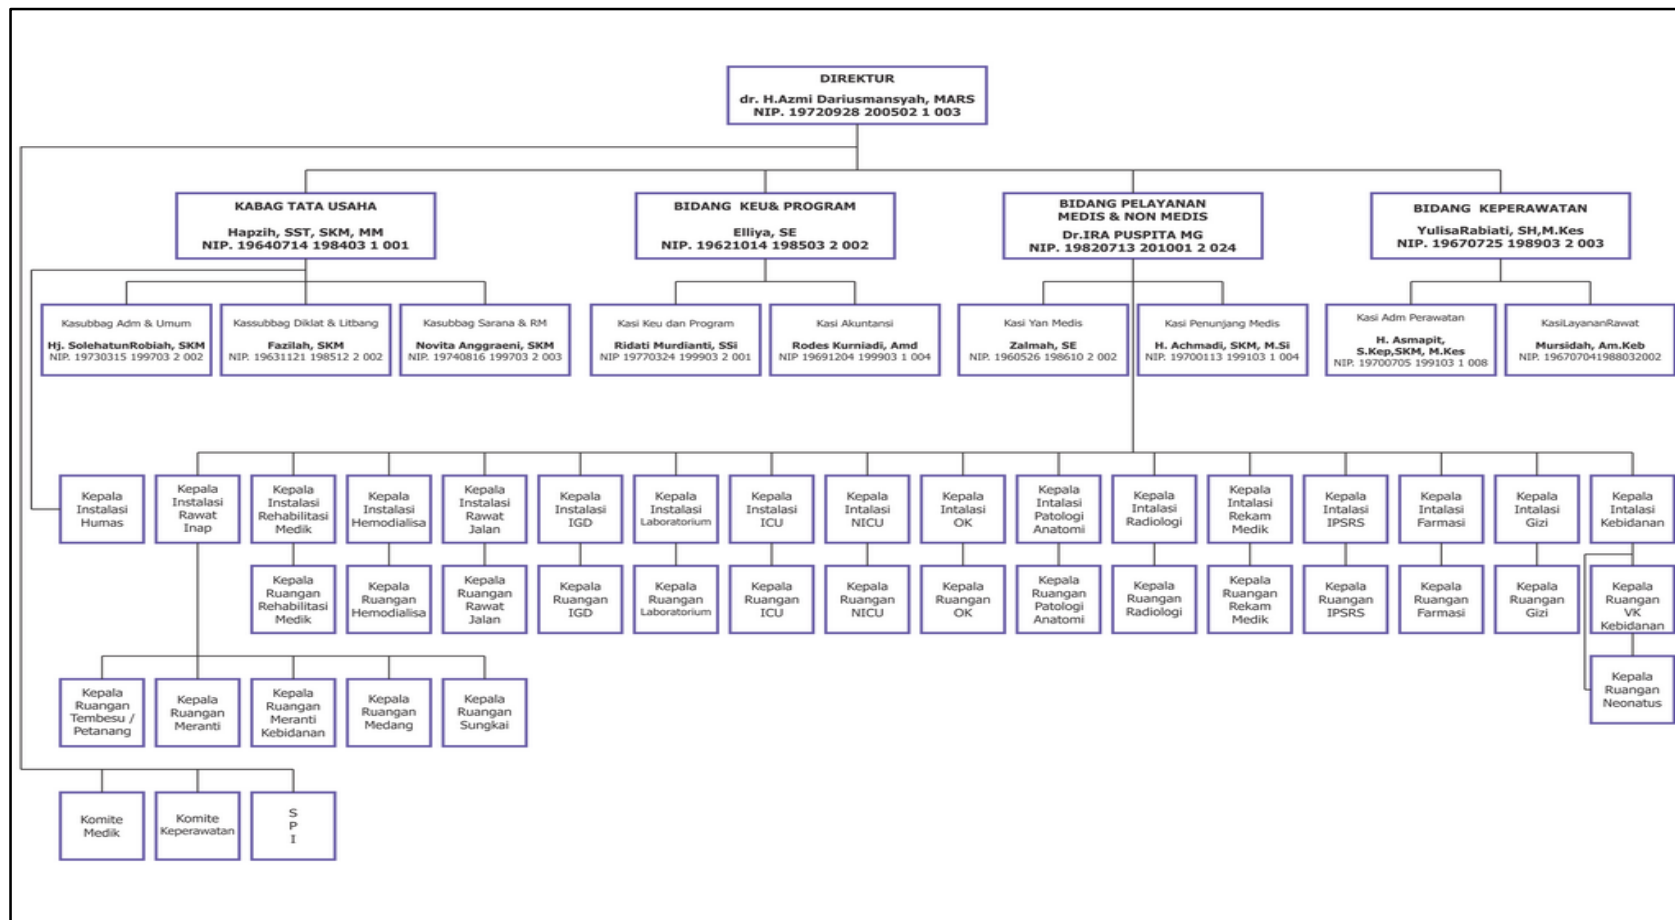 DIREKTUR
dr. H.Azmi Dariusmansyah, MARS
NIP. 19720928 200502 1 003
KABAG TATA USAHA
Hapzih, SST, SKM, MM
NIP. 19640714 198403 1 001
BIDANG KEU& PROGRAM
Elliya, SE
NIP. 19621014 198503 2 002
BIDANG PELAYANAN
MEDIS & NON MEDIS
Dr.IRA PUSPITA MG
NIP. 19820713 201001 2 024
BIDANG KEPERAWATAN
YulisaRabiati, SH,M.Kes
NIP. 19670725 198903 2 003
Kasubbag Adm & Umum
Hj. SolehatunRobiah, SKM
NIP. 19730315 199703 2 002
Kassubbag Diklat & Litbang
Fazilah, SKM
NIP. 19631121 198512 2 002
Kasubbag Sarana & RM
Novita Anggraeni, SKM
NIP. 19740816 199703 2 003
Kasi Keu dan Program
Ridati Murdianti, SSi
NIP. 19770324 199903 2 001
Kasi Akuntansi
Rodes Kurniadi, Amd
NIP. 19691204 199903 1 004
Kasi Yan Medis
Zalmah, SE
NIP. 1960526 198610 2 002
Kasi Penunjang Medis
H. Achmadi, SKM, M.Si
NIP. 19700113 199103 1 004
Kasi Adm Perawatan
H. Asmapit,
S.Kep,SKM, M.Kes
NIP. 19700705 199103 1 008
KasiLayananRawat
Mursidah, Am.Keb
NIP. 196707041988032002
Kepala
Instalasi
Humas
Kepala
Instalasi
Rawat
Inap
Kepala
Instalasi
Rehabilitasi
Medik
Kepala
Instalasi
Hemodialisa
Kepala
Instalasi
Rawat
Jalan
Kepala
Instalasi
IGD
Kepala
Instalasi
Laboratorium
Kepala
Instalasi
ICU
Kepala
Instalasi
NICU
Kepala
Intalasi
OK
Kepala
Intalasi
Patologi
Anatomi
Kepala
Intalasi
Radiologi
Kepala
Intalasi
Rekam
Medik
Kepala
Intalasi
IPSRS
Kepala
Intalasi
Farmasi
Kepala
Intalasi
Gizi
Kepala
Intalasi
Kebidanan
Kepala
Ruangan
Rehabilitasi
Medik
Kepala
Ruangan
Hemodialisa
Kepala
Ruangan
Rawat
Jalan
Kepala
Ruangan
IGD
Kepala
Ruangan
Laboratorium
Kepala
Ruangan
ICU
Kepala
Ruangan
NICU
Kepala
Ruangan
OK
Kepala
Ruangan
Patologi
Anatomi
Kepala
Ruangan
Radiologi
Kepala
Ruangan
Rekam
Medik
Kepala
Ruangan
IPSRS
Kepala
Ruangan
Farmasi
Kepala
Ruangan
Gizi
Kepala
Ruangan
VK
Kebidanan
Kepala
Ruangan
Tembesu /
Petanang
Kepala
Ruangan
Meranti
Kepala
Ruangan
Meranti
Kebidanan
Kepala
Ruangan
Medang
Kepala
Ruangan
Sungkai
Kepala
Ruangan
Neonatus
Komite
Medik
Komite
Keperawatan
S
P
I